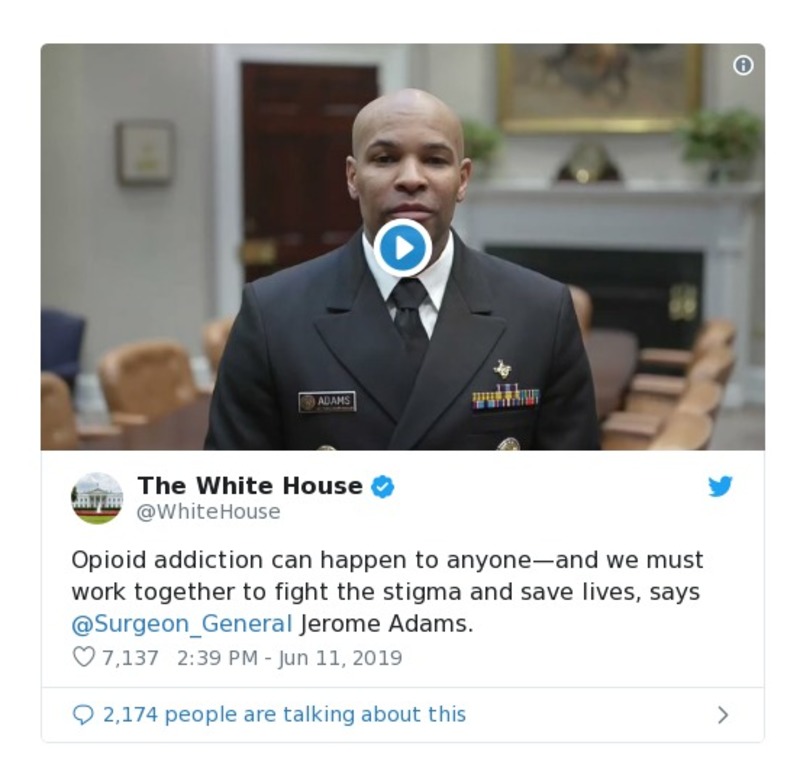 ADAMS
The White House
@WhiteHouse
Opioid addiction can happen to anyone—and we must
work together to fight the stigma and save lives, says
@Surgeon_General Jerome Adams.
7,137 2:39 PM - Jun 11, 2019
2,174 people are talking about this